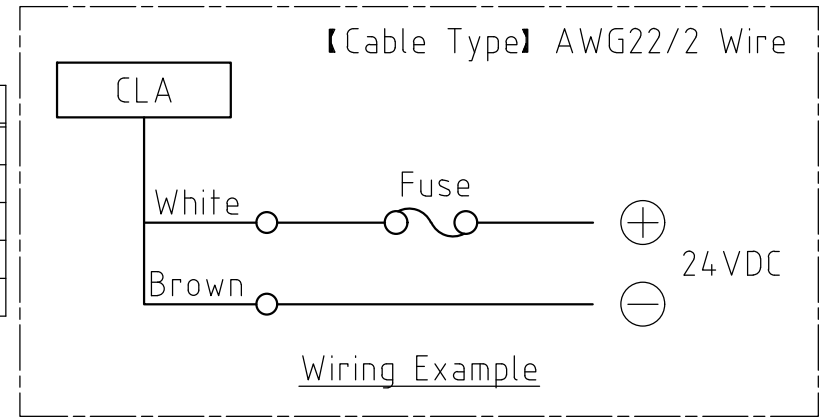 【Cable Type】 AWG22/2 Wire
CLA
Fuse
White
+
24VDC
Brown
−
Wiring Example